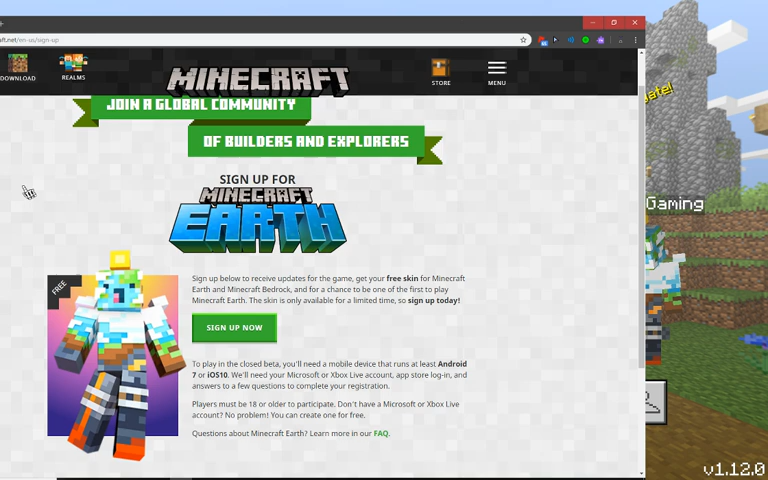 aft.net/en-us/sign-up
DOWNLOAD
REALMS
MINECRAFT
STORE
MENU
JOIN A GLOBAL COMMUNITY
OF BUILDERS AND EXPLORERS
SIGN UP FOR
MINECRAFT
EARTH
FREE
Sign up below to receive updates for the game, get your free skin for Minecraft
Earth and Minecraft Bedrock, and for a chance to be one of the first to play
Minecraft Earth. The skin is only available for a limited time, so sign up today!
SIGN UP NOW
To play in the closed beta, you'll need a mobile device that runs at least Android
7 or iOS10. We'll need your Microsoft or Xbox Live account, app store log-in, and
answers to a few questions to complete your registration.
Players must be 18 or older to participate. Don't have a Microsoft or Xbox Live
account? No problem! You can create one for free.
Questions about Minecraft Earth? Learn more in our FAQ.
Gaming
v1.12.0